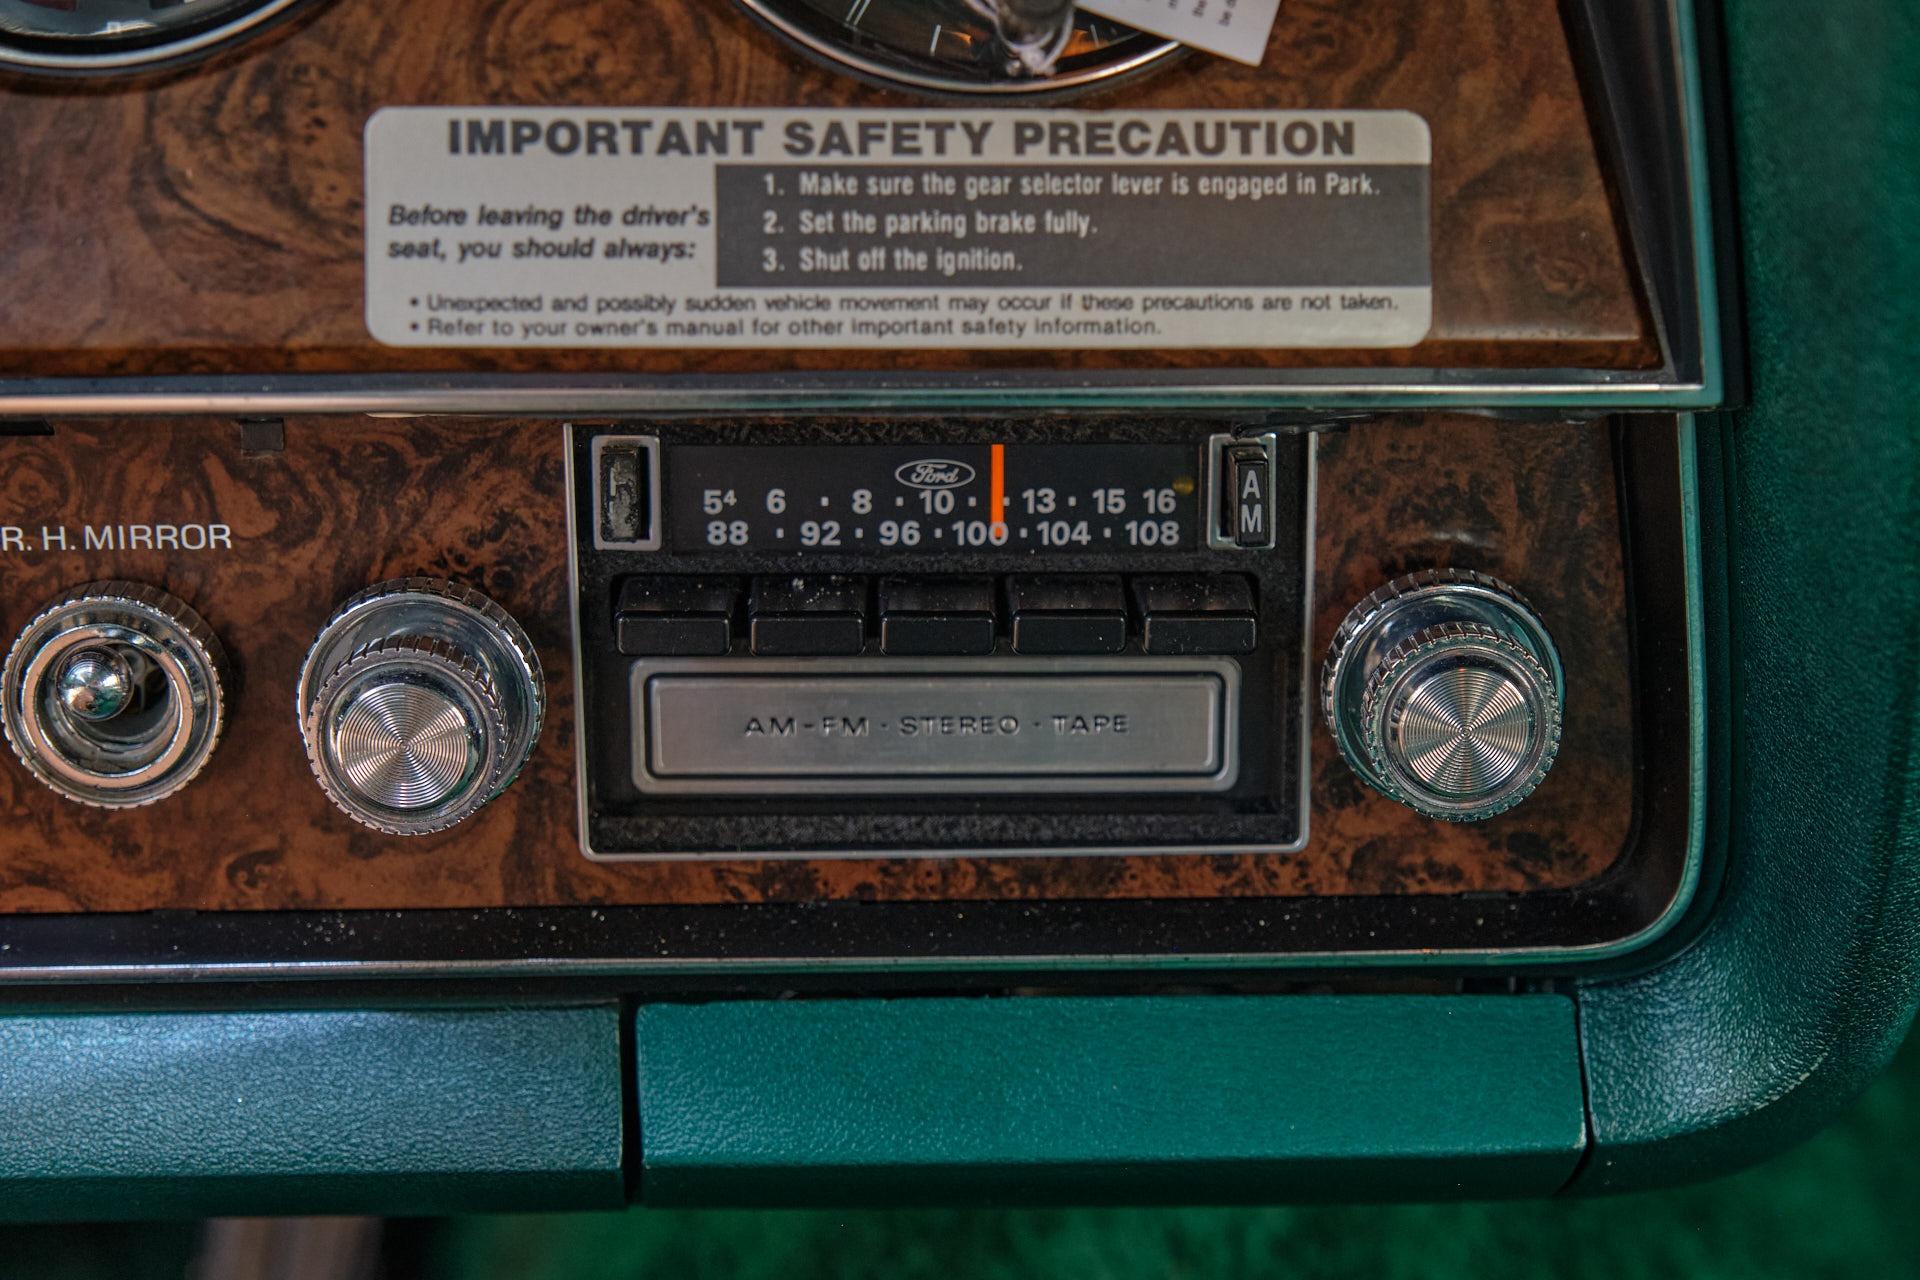 IMPORTANT SAFETY PRECAUTION
Before leaving the driver's
seat, you should always:
1. Make sure the gear selector lever is engaged in Park.
2. Set the parking brake fully.
3. Shut off the ignition.
• Unexpected and possibly sudden vehicle movement may occur if these precautions are not taken.
• Refer to your owner's manual for other important safety information.
R. H. MIRROR
Ford
5⁴ 6 · 8 · 10 · · 13 · 15 16
88 · 92 · 96 · 100 · 104 · 108
AM
AM-FM · STEREO · TAPE